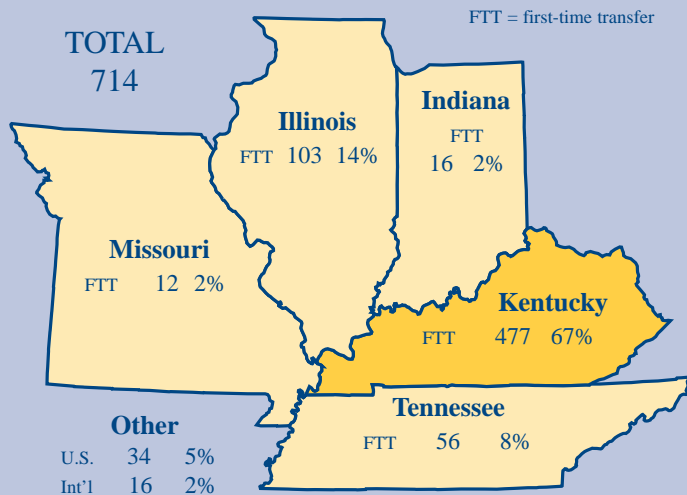 FTT = first-time transfer
TOTAL
714
Illinois
FTT 103 14%
Indiana
FTT
16 2%
Missouri
FTT 12 2%
Kentucky
FTT 477 67%
Tennessee
FTT 56 8%
Other
U.S. 34 5%
Int'l 16 2%